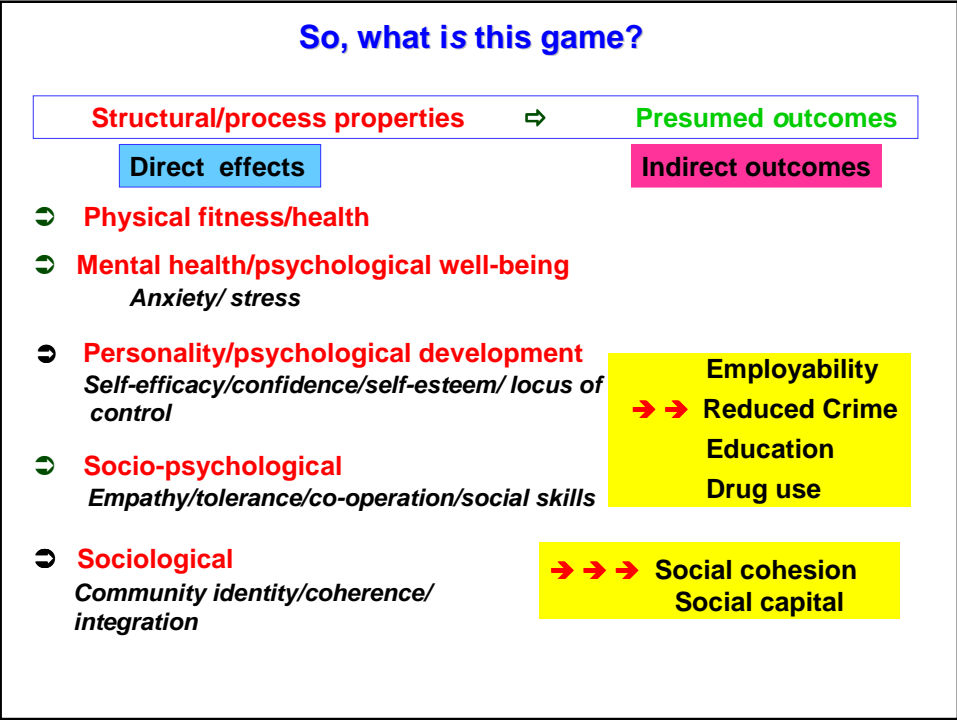 So, what is this game?
Structural/process properties ⇨ Presumed outcomes
Direct effects
Indirect outcomes
➲ Physical fitness/health
➲ Mental health/psychological well-being
Anxiety/ stress
➲ Personality/psychological development
Self-efficacy/confidence/self-esteem/ locus of
control
➲ Socio-psychological
Empathy/tolerance/co-operation/social skills
➲ Sociological
Community identity/coherence/
integration
Employability
➔ ➔ Reduced Crime
Education
Drug use
➔ ➔ ➔ Social cohesion
Social capital